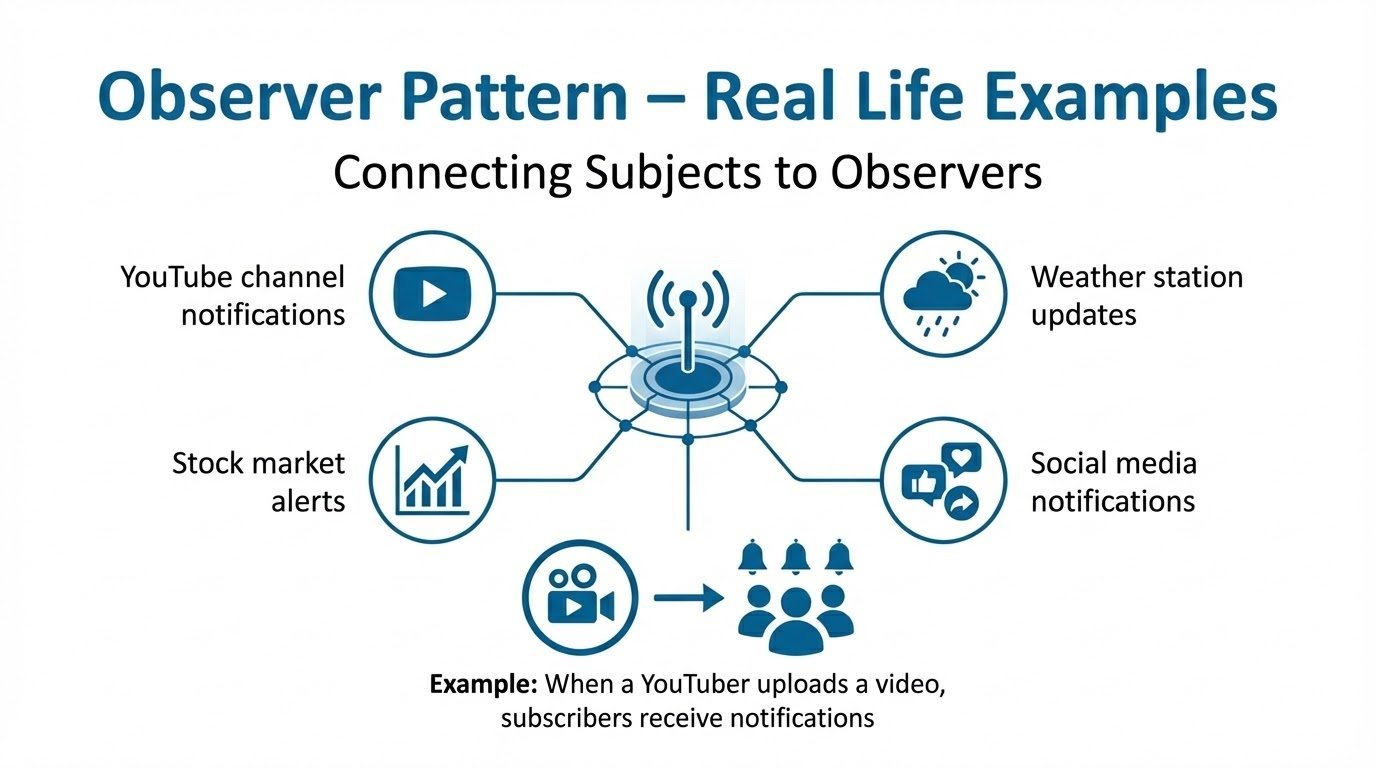 Observer Pattern – Real Life Examples
Connecting Subjects to Observers
YouTube channel
notifications
Weather station
updates
Stock market
alerts
Social media
notifications
Example: When a YouTuber uploads a video,
subscribers receive notifications